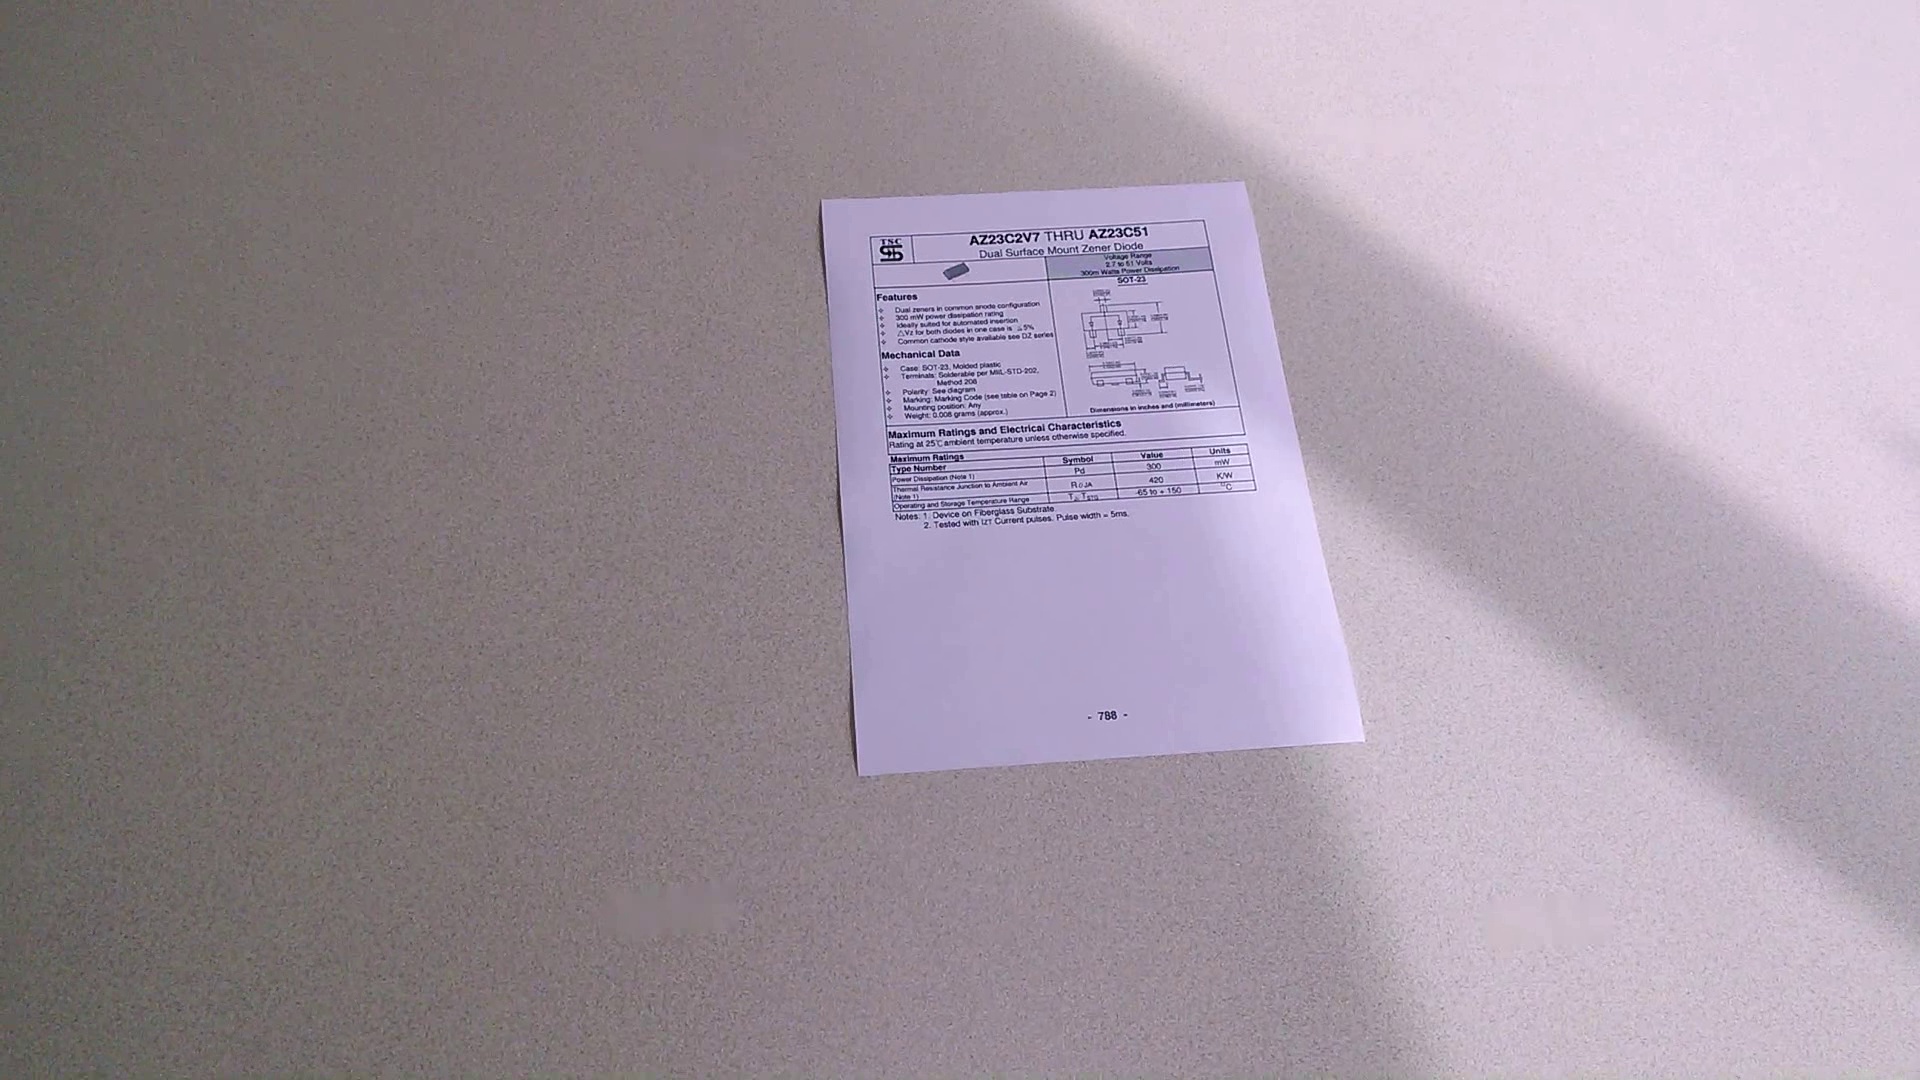 TSC
AZ23C2V7 THRU AZ23C51
Dual Surface Mount Zener Diode
Voltage Range
2.7 to 51 Volts
300m Watts Power Dissipation
SOT-23
Features
Dual zeners in common anode configuration
300 mW power dissipation rating
Ideally suited for automated insertion
△Vz for both diodes in one case is ≦5%
Common cathode style available see DZ series
Mechanical Data
Case: SOT-23, Molded plastic
Terminals: Solderable per MIIL-STD-202,
Method 208
Polarity: See diagram
Marking: Marking Code (see table on Page 2)
Mounting position: Any
Weight: 0.008 grams (approx.)
Dimensions in inches and (millimeters)
Maximum Ratings and Electrical Characteristics
Rating at 25℃ ambient temperature unless otherwise specified.
Maximum Ratings
Type Number Symbol Value Units
Power Dissipation (Note 1) Pd 300 mW
Thermal Resistance Junction to Ambient Air
(Note 1) RθJA 420 K/W
Operating and Storage Temperature Range TJ, TSTG -65 to + 150 °C
Notes: 1. Device on Fiberglass Substrate.
2. Tested with IZT Current pulses. Pulse width = 5ms.
- 788 -